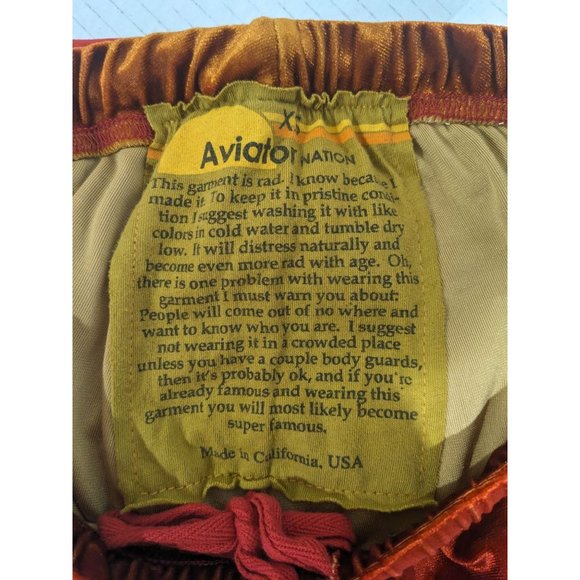 XS
Aviator NATION
This garment is rad. I know because I
made it. To keep it in pristine condi-
tion I suggest washing it with like
colors in cold water and tumble dry
low. It will distress naturally and
become even more rad with age. Oh,
there is one problem with wearing this
garment I must warn you about:
People will come out of no where and
want to know who you are. I suggest
not wearing it in a crowded place
unless you have a couple body guards,
then it's probably ok, and if you're
already famous and wearing this
garment you will most likely become
super famous.
Made in California, USA